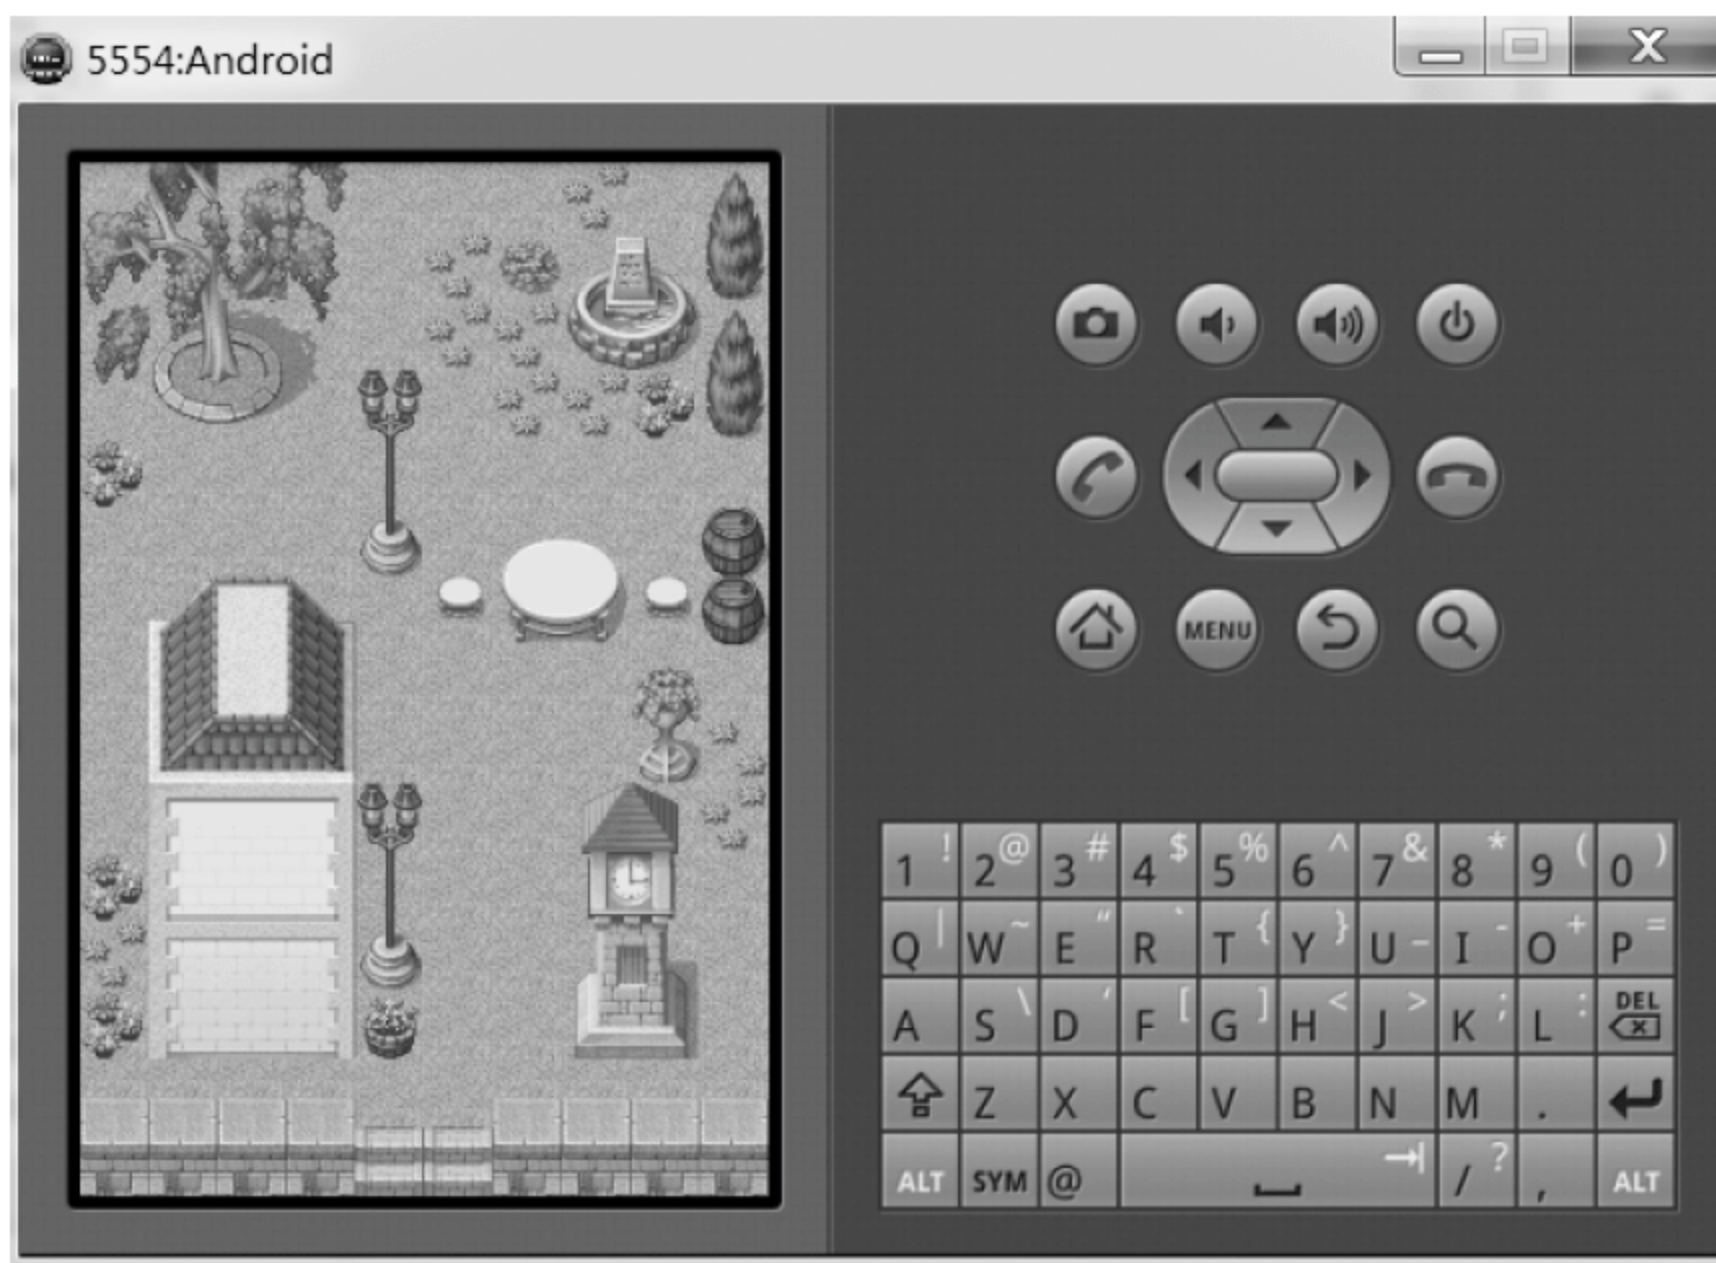 5554:Android
MENU
1 ! 2 @ 3 # 4 $ 5 % 6 ^ 7 & 8 * 9 ( 0 )
Q | W ~ E " R ` T { Y } U _ I - O + P =
A S \ D ' F [ G ] H < J > K ; L : DEL
Z X C V B N M .
ALT SYM @ / ? , ALT